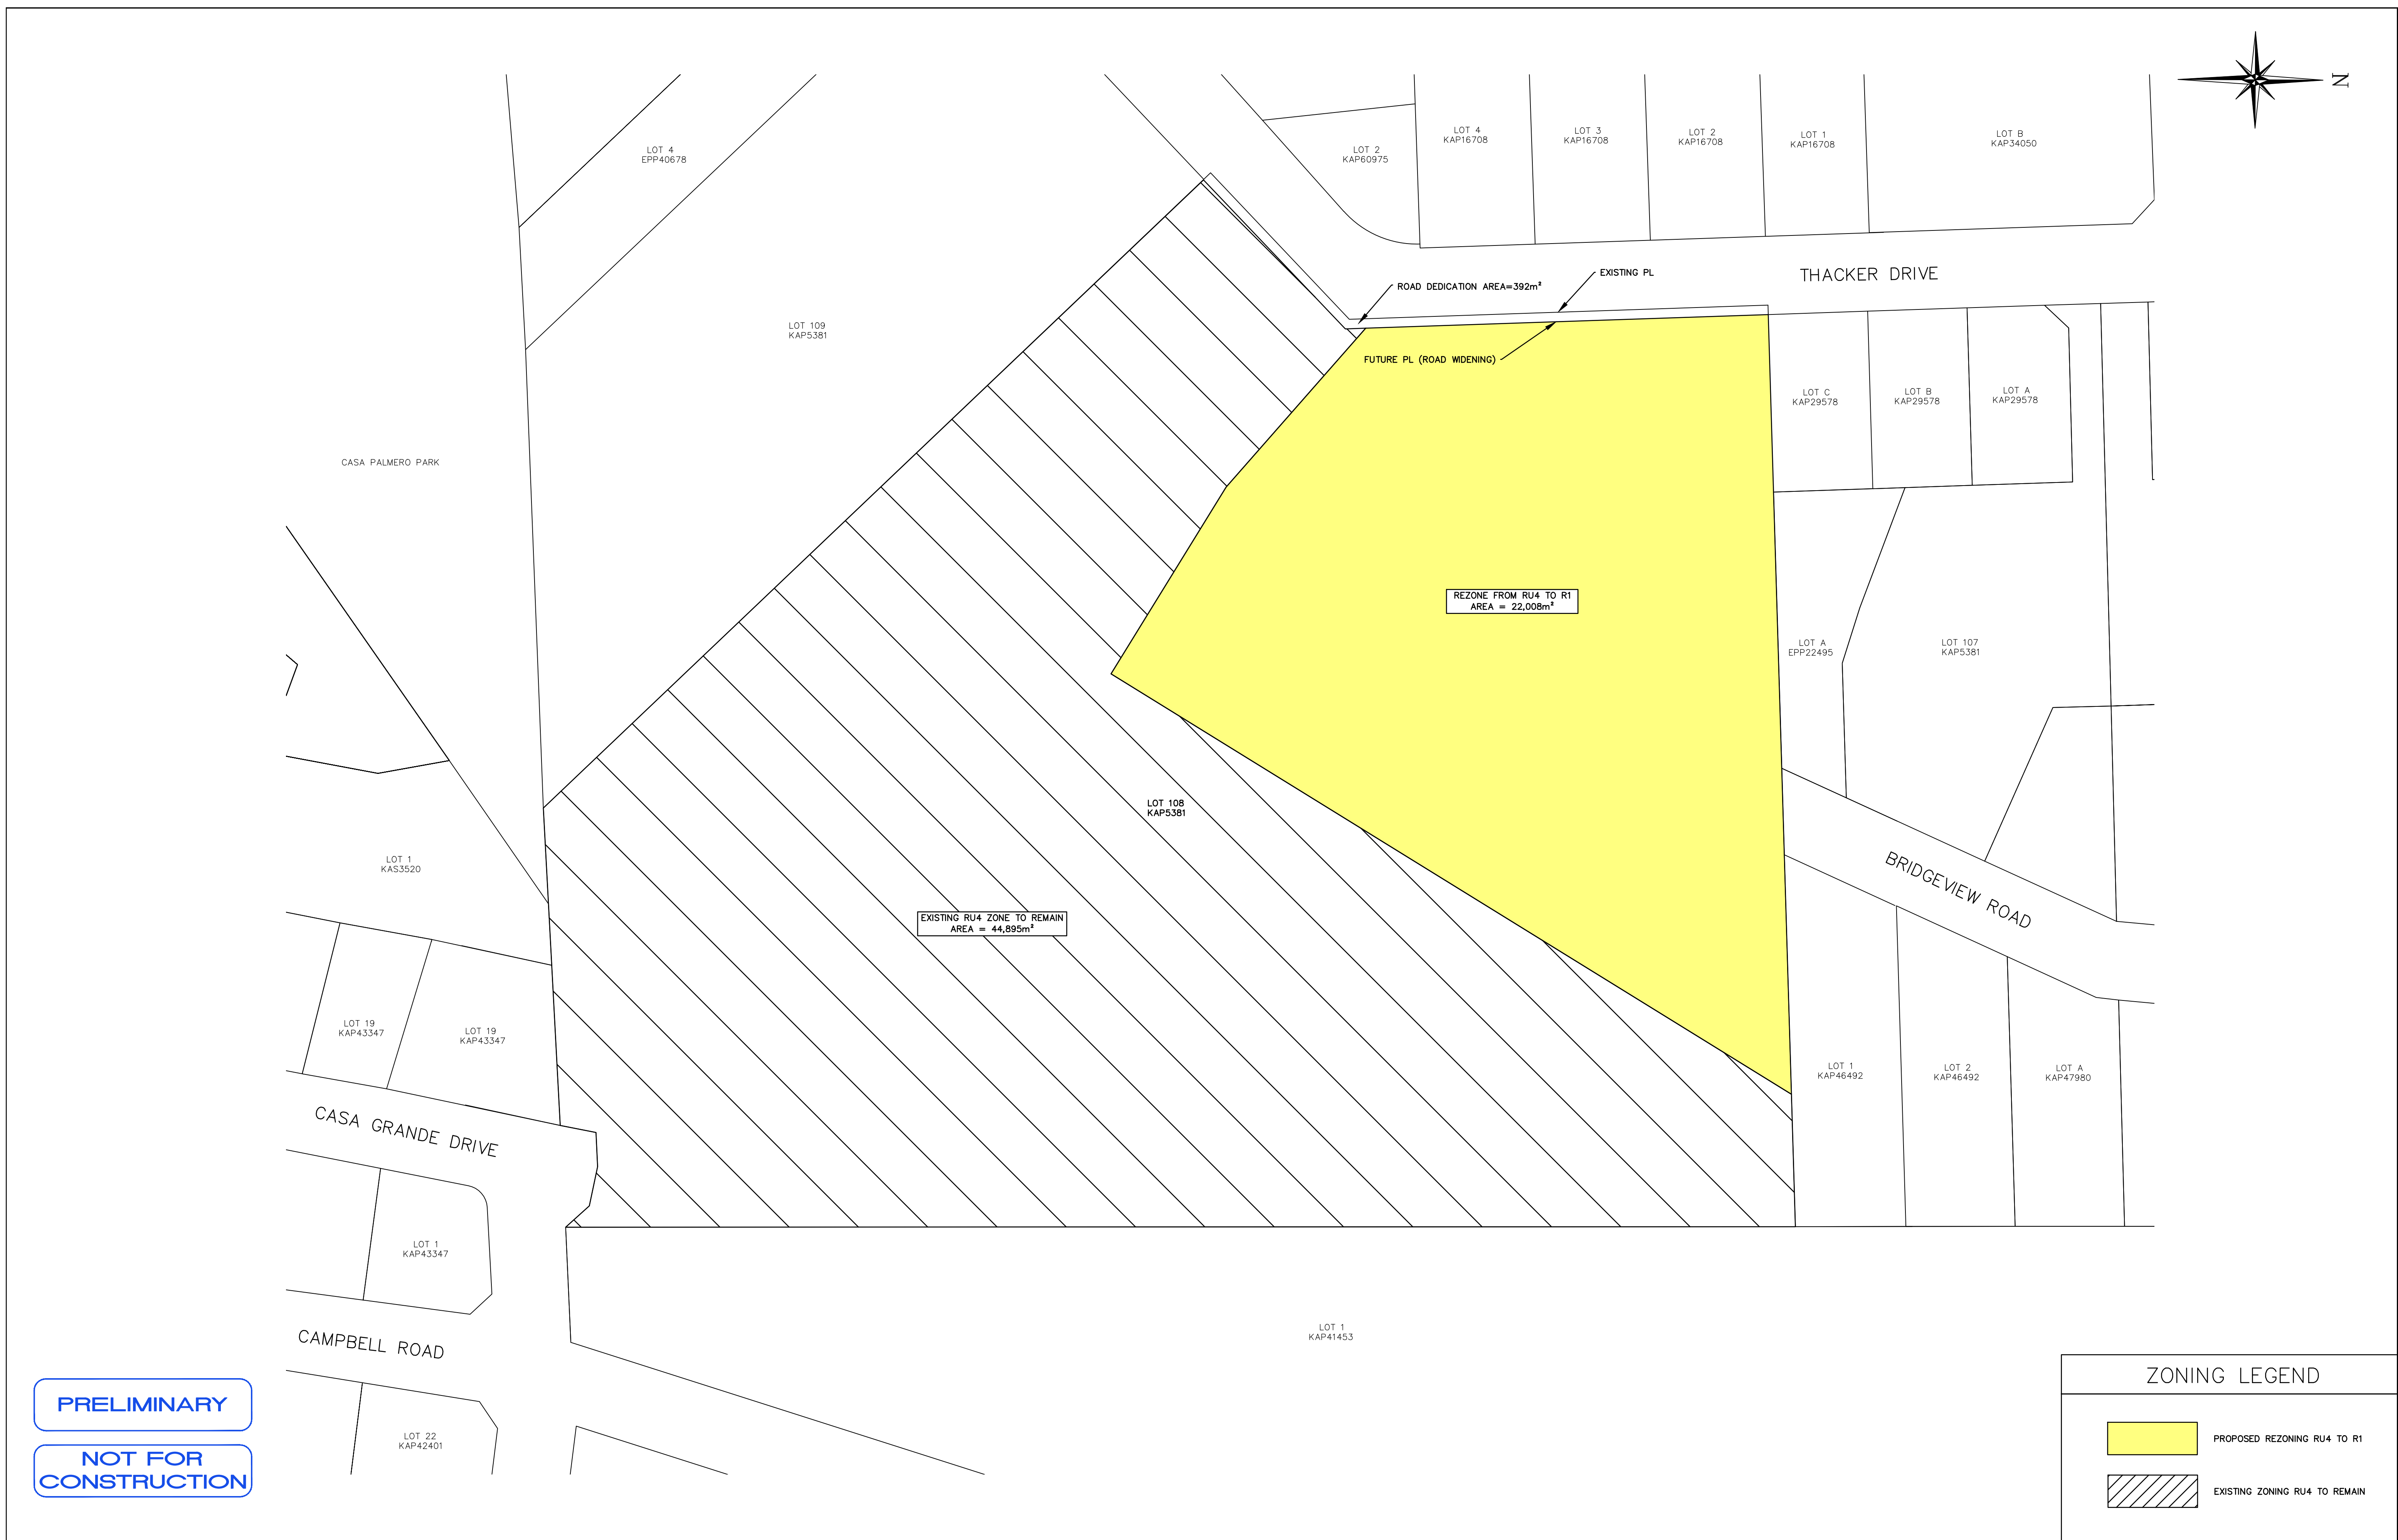 N
LOT 4
EPP40678
LOT 2
KAP60975
LOT 4
KAP16708
LOT 3
KAP16708
LOT 2
KAP16708
LOT 1
KAP16708
LOT B
KAP34050
THACKER DRIVE
EXISTING PL
ROAD DEDICATION AREA=392m²
LOT 109
KAP5381
FUTURE PL (ROAD WIDENING)
LOT C
KAP29578
LOT B
KAP29578
LOT A
KAP29578
CASA PALMERO PARK
REZONE FROM RU4 TO R1
AREA = 22,008m²
LOT A
EPP22495
LOT 107
KAP5381
LOT 108
KAP5381
LOT 1
KAS3520
BRIDGEVIEW ROAD
EXISTING RU4 ZONE TO REMAIN
AREA = 44,895m²
LOT 19
KAP43347
LOT 19
KAP43347
LOT 1
KAP46492
LOT 2
KAP46492
LOT A
KAP47980
CASA GRANDE DRIVE
LOT 1
KAP43347
CAMPBELL ROAD
LOT 1
KAP41453
LOT 22
KAP42401
PRELIMINARY
NOT FOR
CONSTRUCTION
ZONING LEGEND
PROPOSED REZONING RU4 TO R1
EXISTING ZONING RU4 TO REMAIN